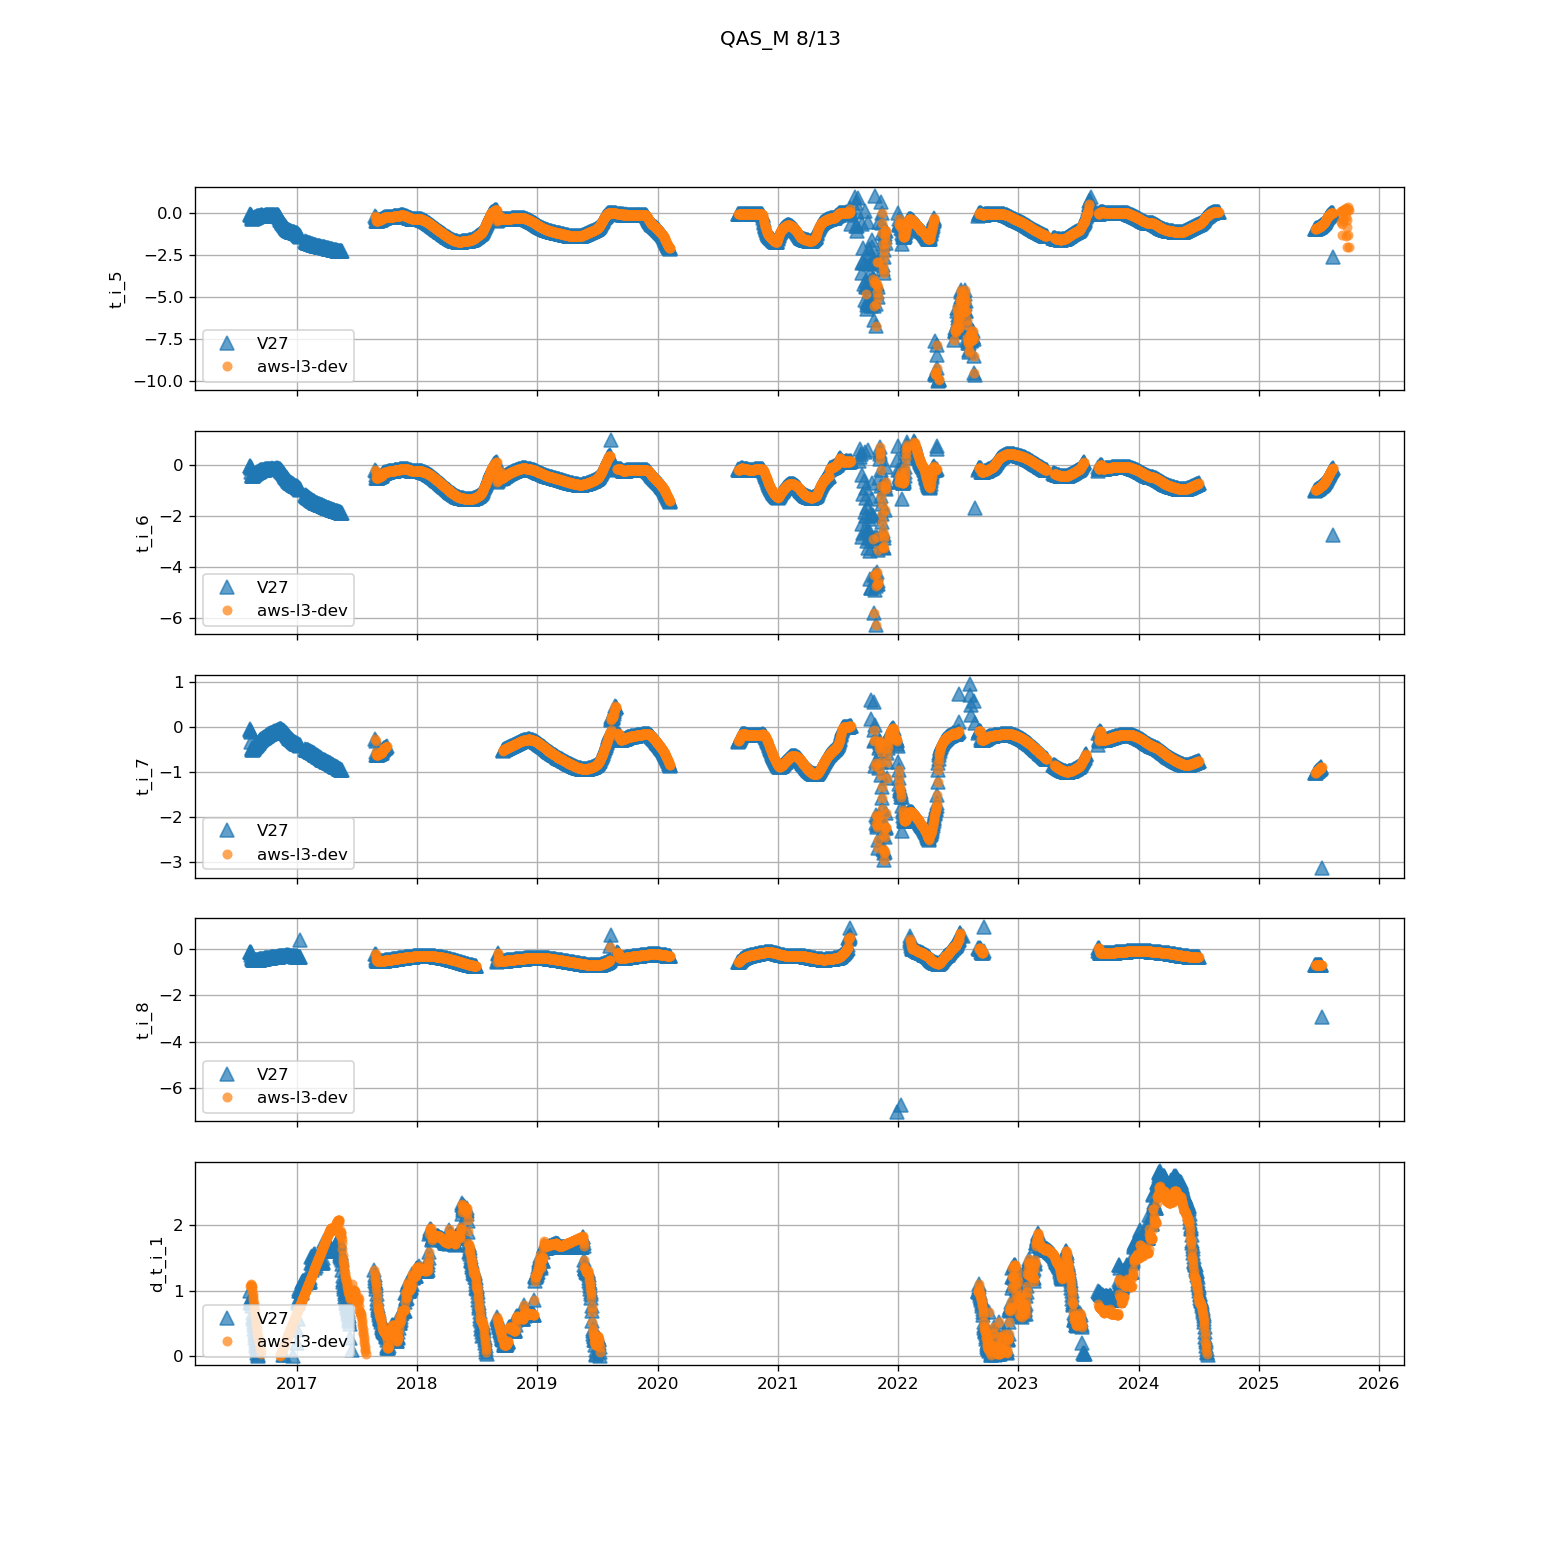 QAS_M 8/13
t_i_5
0.0
−2.5
−5.0
−7.5
−10.0
V27
aws-l3-dev
t_i_6
0
−2
−4
−6
V27
aws-l3-dev
t_i_7
1
0
−1
−2
−3
V27
aws-l3-dev
t_i_8
0
−2
−4
−6
V27
aws-l3-dev
d_t_i_1
2
1
0
V27
aws-l3-dev
2017 2018 2019 2020 2021 2022 2023 2024 2025 2026